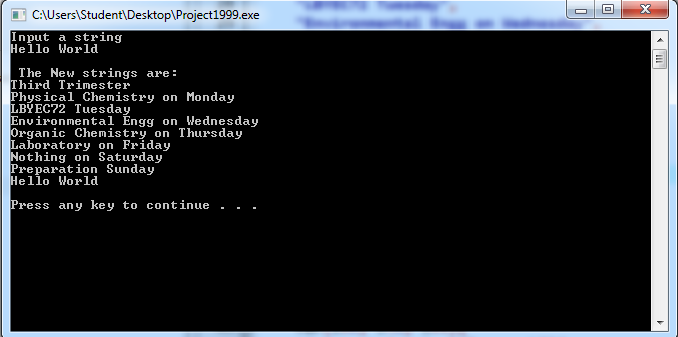 "LBYEC72 Tuesday",
C:\Users\Student\Desktop\Project1999.exe
"Environmental Engg on Wednesday",
Input a string
Hello World
The New strings are:
Third Trimester
Physical Chemistry on Monday
LBYEC72 Tuesday
Environmental Engg on Wednesday
Organic Chemistry on Thursday
Laboratory on Friday
Nothing on Saturday
Preparation Sunday
Hello World
Press any key to continue . . .